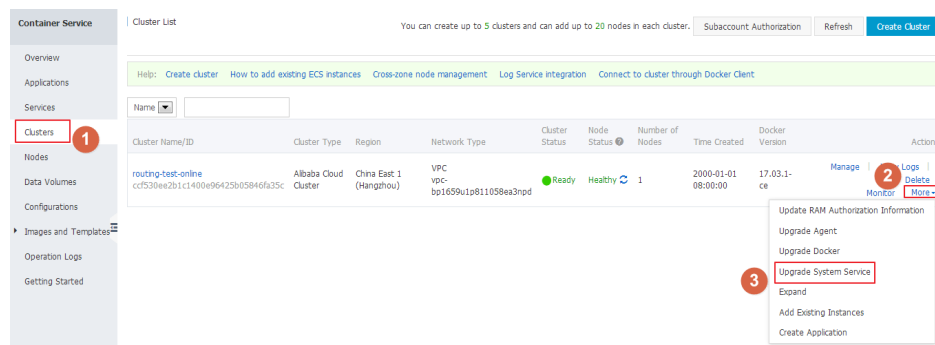 Container Service
Cluster List
You can create up to 5 clusters and can add up to 20 nodes in each cluster.
Subaccount Authorization
Refresh
Create Cluster
Overview
Applications
Services
Clusters
Nodes
Data Volumes
Configurations
Images and Templates
Operation Logs
Getting Started
1
Help: Create cluster How to add existing ECS instances Cross-zone node management Log Service integration Connect to cluster through Docker Client
Name
Cluster Name/ID Cluster Type Region Network Type Cluster Status Node Status Number of Nodes Time Created Docker Version Action
routing-test-online
ccf530ee2b1c1400e96425b05846fa35c
Alibaba Cloud
Cluster
China East 1
(Hangzhou)
VPC
vpc-
bp1659u1p811058ea3npd
Ready
Healthy
1
2000-01-01
08:00:00
17.03.1-
ce
Manage
Logs
2
Delete
Monitor
More
Update RAM Authorization Information
Upgrade Agent
Upgrade Docker
3
Upgrade System Service
Expand
Add Existing Instances
Create Application